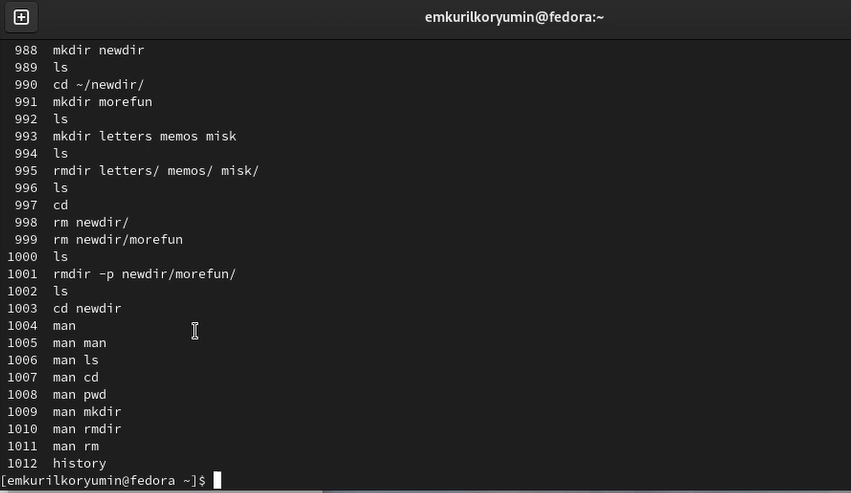 emkurilkoryumin@fedora:~
988 mkdir newdir
989 ls
990 cd ~/newdir/
991 mkdir morefun
992 ls
993 mkdir letters memos misk
994 ls
995 rmdir letters/ memos/ misk/
996 ls
997 cd
998 rm newdir/
999 rm newdir/morefun
1000 ls
1001 rmdir -p newdir/morefun/
1002 ls
1003 cd newdir
1004 man
1005 man man
1006 man ls
1007 man cd
1008 man pwd
1009 man mkdir
1010 man rmdir
1011 man rm
1012 history
[emkurilkoryumin@fedora ~]$